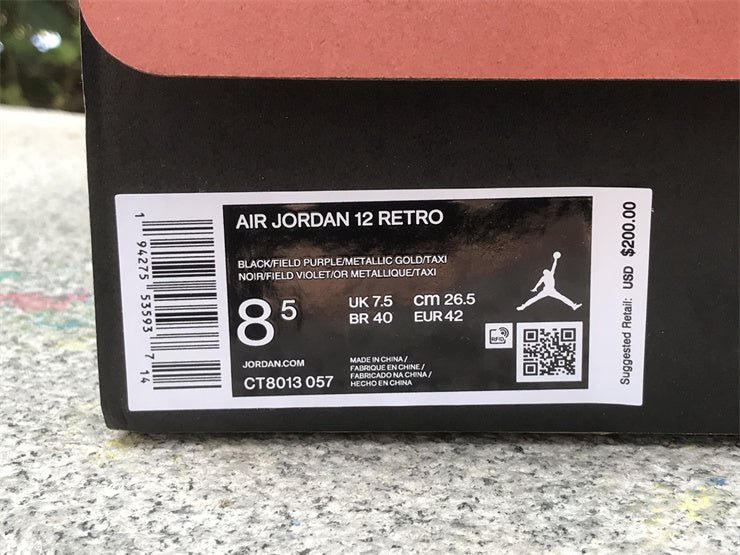 AIR JORDAN 12 RETRO
BLACK/FIELD PURPLE/METALLIC GOLD/TAXI
NOIR/FIELD VIOLET/OR METALLIQUE/TAXI
8 5
UK 7.5 cm 26.5
BR 40 EUR 42
RFID
JORDAN.COM
CT8013 057
MADE IN CHINA /
FABRIQUE EN CHINE /
FABRICADO NA CHINA /
HECHO EN CHINA
1 94275 53593 7 14
Suggested Retail: USD $200.00